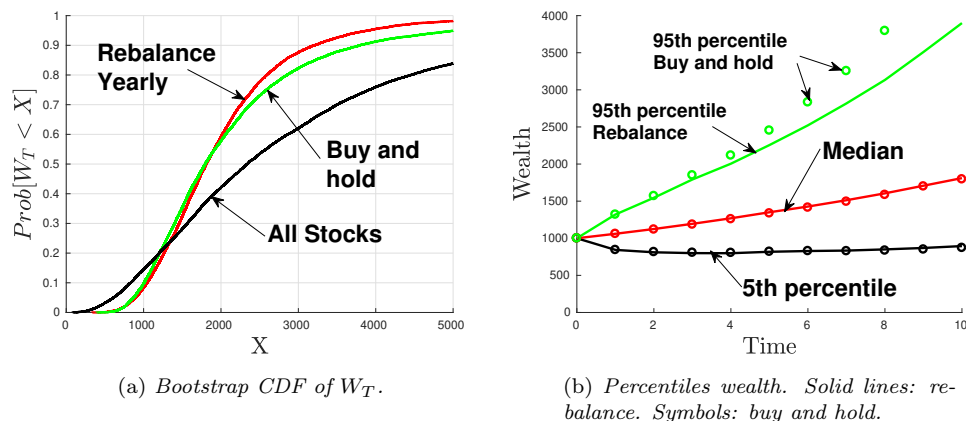 1
0.9
0.8
0.7
0.6
0.5
0.4
0.3
0.2
0.1
0
Prob[W_T < X]
Rebalance
Yearly
Buy and
hold
All Stocks
0 1000 2000 3000 4000 5000
X
(a) Bootstrap CDF of W_T.
4000
3500
3000
2500
2000
1500
1000
500
0
Wealth
95th percentile
Buy and hold
95th percentile
Rebalance
Median
5th percentile
0 2 4 6 8 10
Time
(b) Percentiles wealth. Solid lines: re-
balance. Symbols: buy and hold.